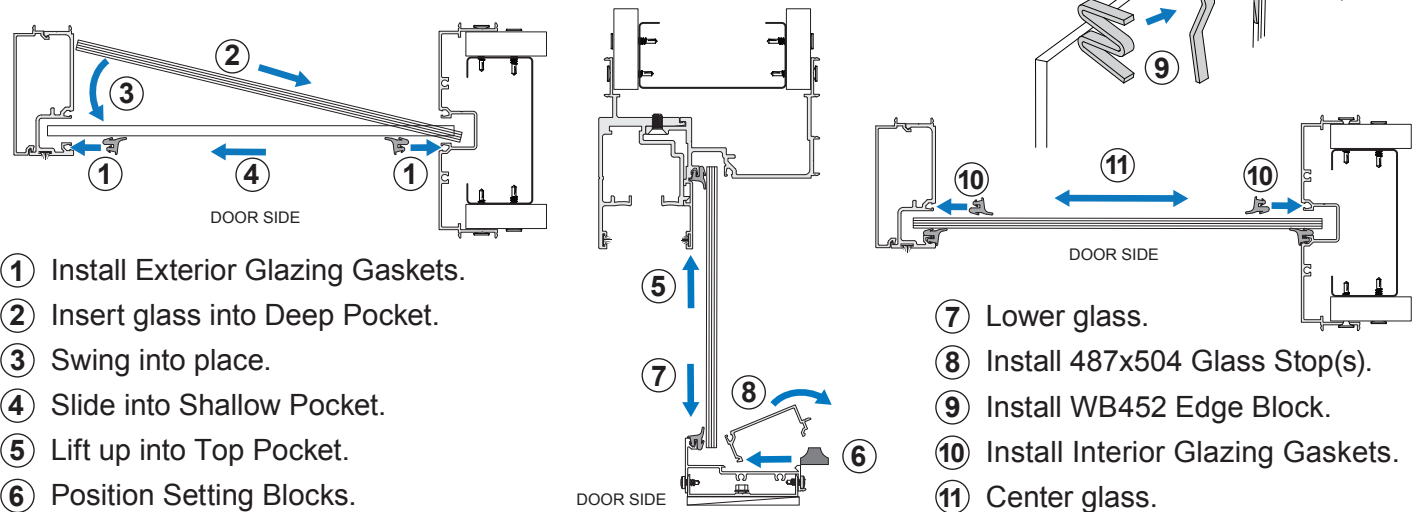 2
3
1
4
1
DOOR SIDE
1 Install Exterior Glazing Gaskets.
2 Insert glass into Deep Pocket.
3 Swing into place.
4 Slide into Shallow Pocket.
5 Lift up into Top Pocket.
6 Position Setting Blocks.
5
7
8
6
DOOR SIDE
9
10
11
10
DOOR SIDE
7 Lower glass.
8 Install 487x504 Glass Stop(s).
9 Install WB452 Edge Block.
10 Install Interior Glazing Gaskets.
11 Center glass.